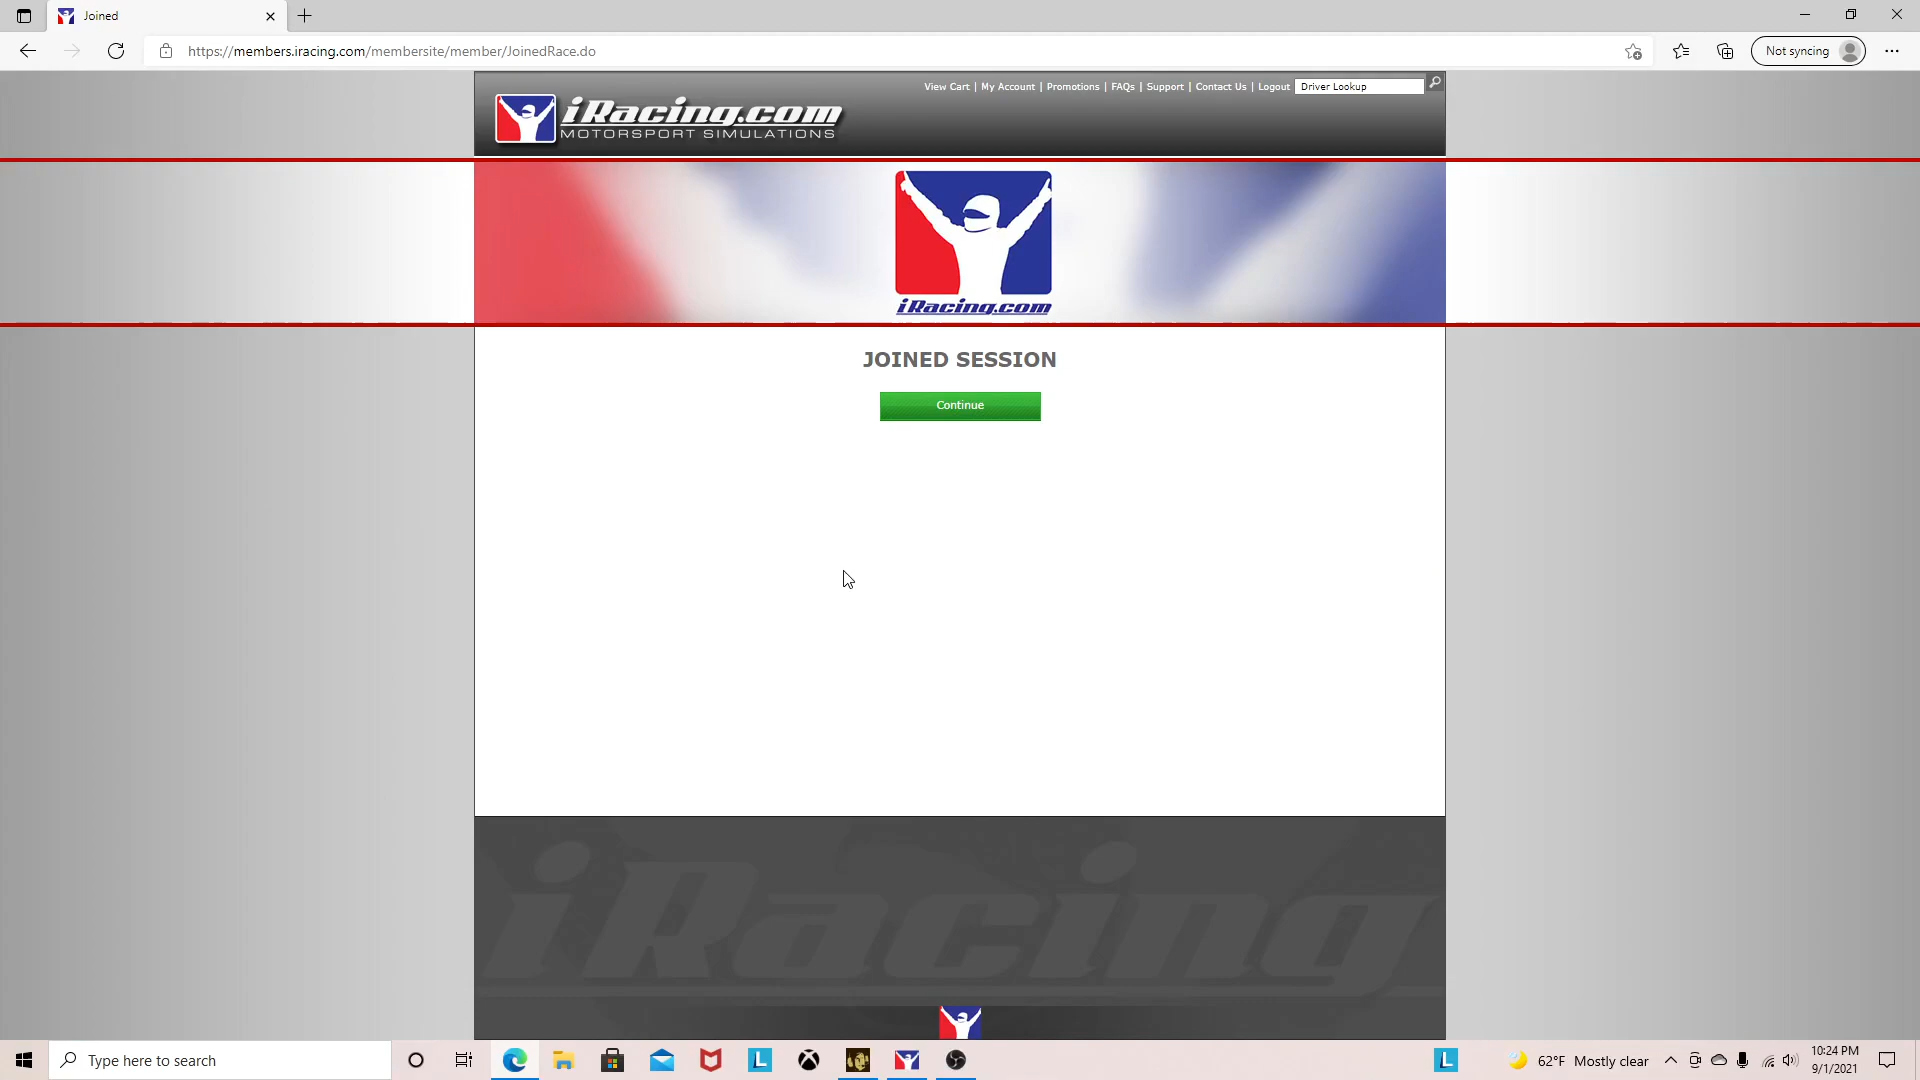 Joined
https://members.iracing.com/membersite/member/JoinedRace.do
Not syncing
View Cart | My Account | Promotions | FAQs | Support | Contact Us | Logout
Driver Lookup
iRacing.com
MOTORSPORT SIMULATIONS
iRacing.com
JOINED SESSION
Continue
iRacing
Type here to search
L
L
62°F Mostly clear
10:24 PM
9/1/2021